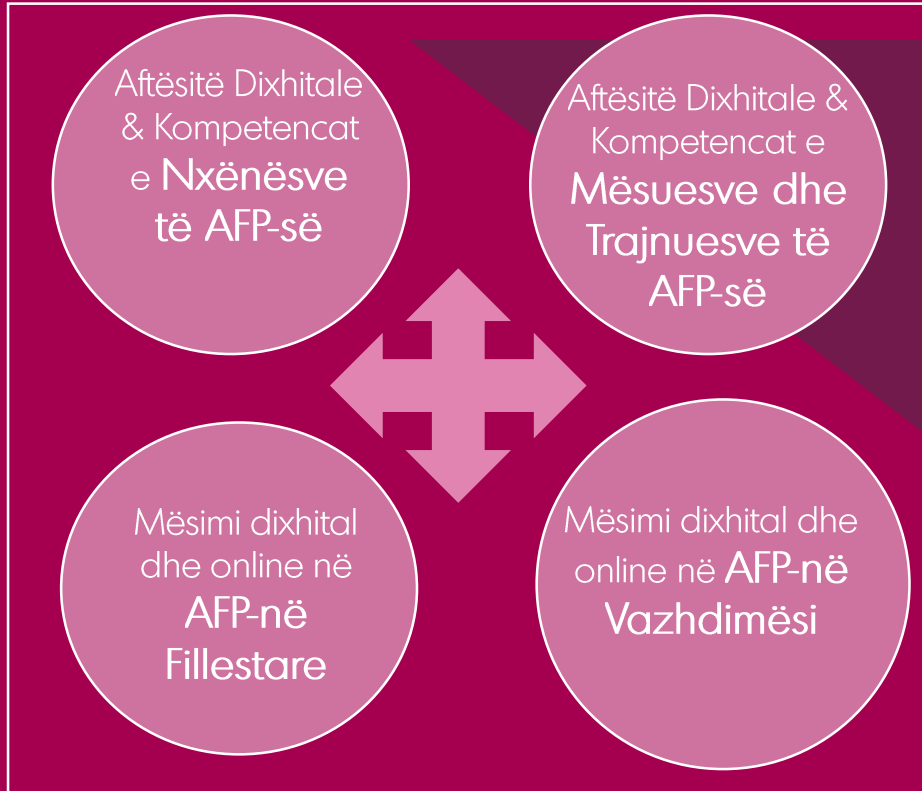 Aftësitë Dixhitale
& Kompetencat
e Nxënësve
të AFP-së
Aftësitë Dixhitale &
Kompetencat e
Mësuesve dhe
Trajnuesve të
AFP-së
Mësimi dixhital
dhe online në
AFP-në
Fillestare
Mësimi dixhital dhe
online në AFP-në
Vazhdimësi